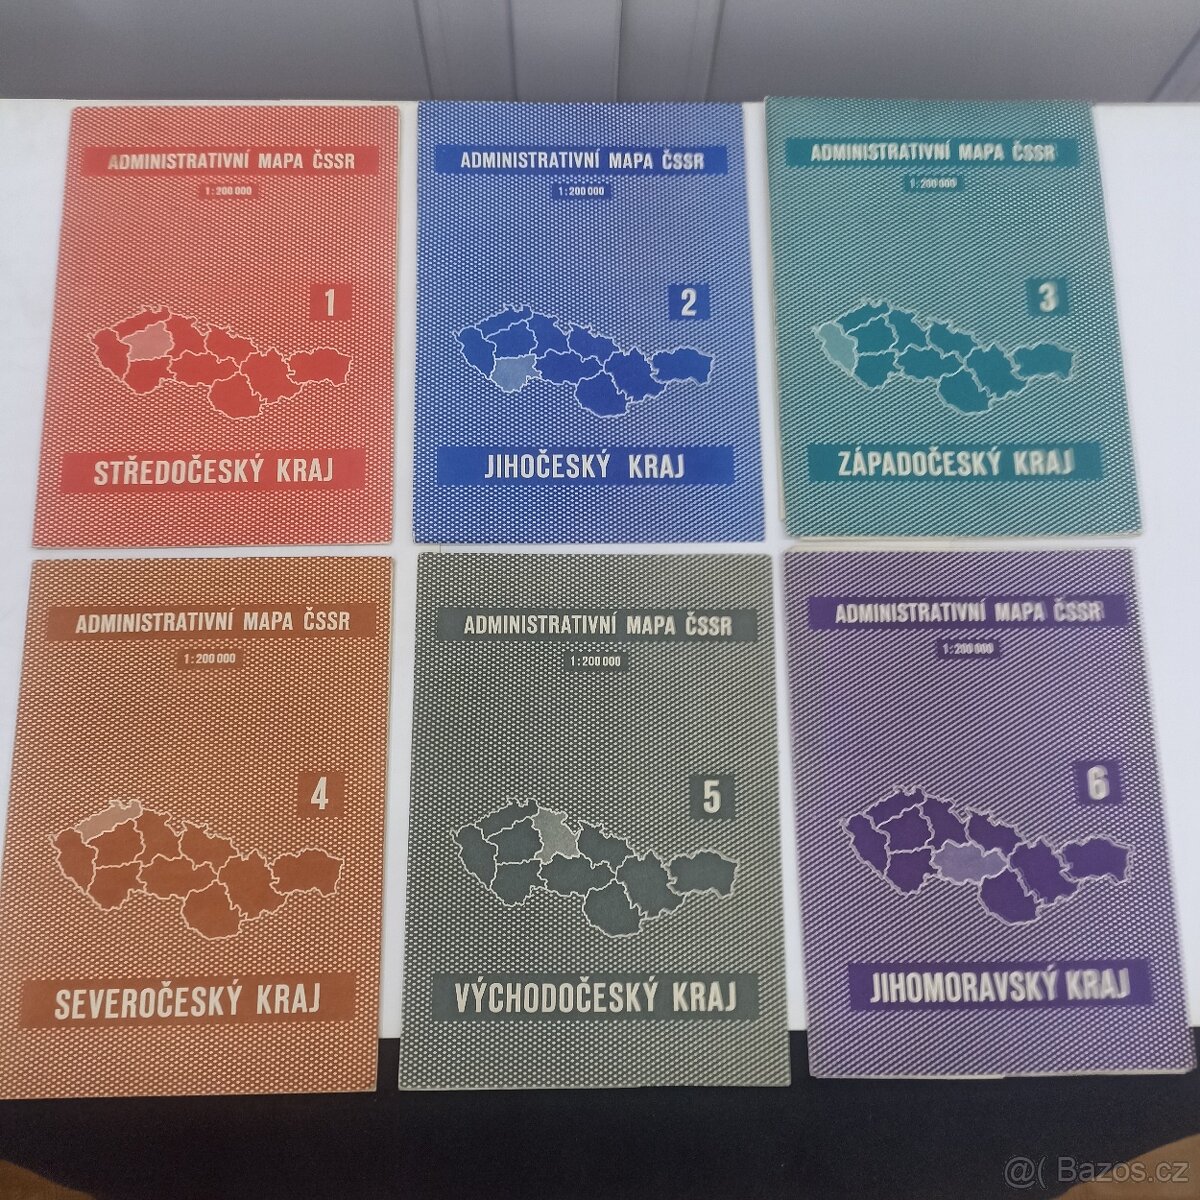 ADMINISTRATIVNÍ MAPA ČSSR
1:200 000
1
STŘEDOČESKÝ KRAJ
ADMINISTRATIVNÍ MAPA ČSSR
1:200 000
2
JIHOČESKÝ KRAJ
ADMINISTRATIVNÍ MAPA ČSSR
1:200 000
3
ZÁPADOČESKÝ KRAJ
ADMINISTRATIVNÍ MAPA ČSSR
1:200 000
4
SEVEROČESKÝ KRAJ
ADMINISTRATIVNÍ MAPA ČSSR
1:200 000
5
VÝCHODOČESKÝ KRAJ
ADMINISTRATIVNÍ MAPA ČSSR
1:200 000
6
JIHOMORAVSKÝ KRAJ
@( Bazos.cz